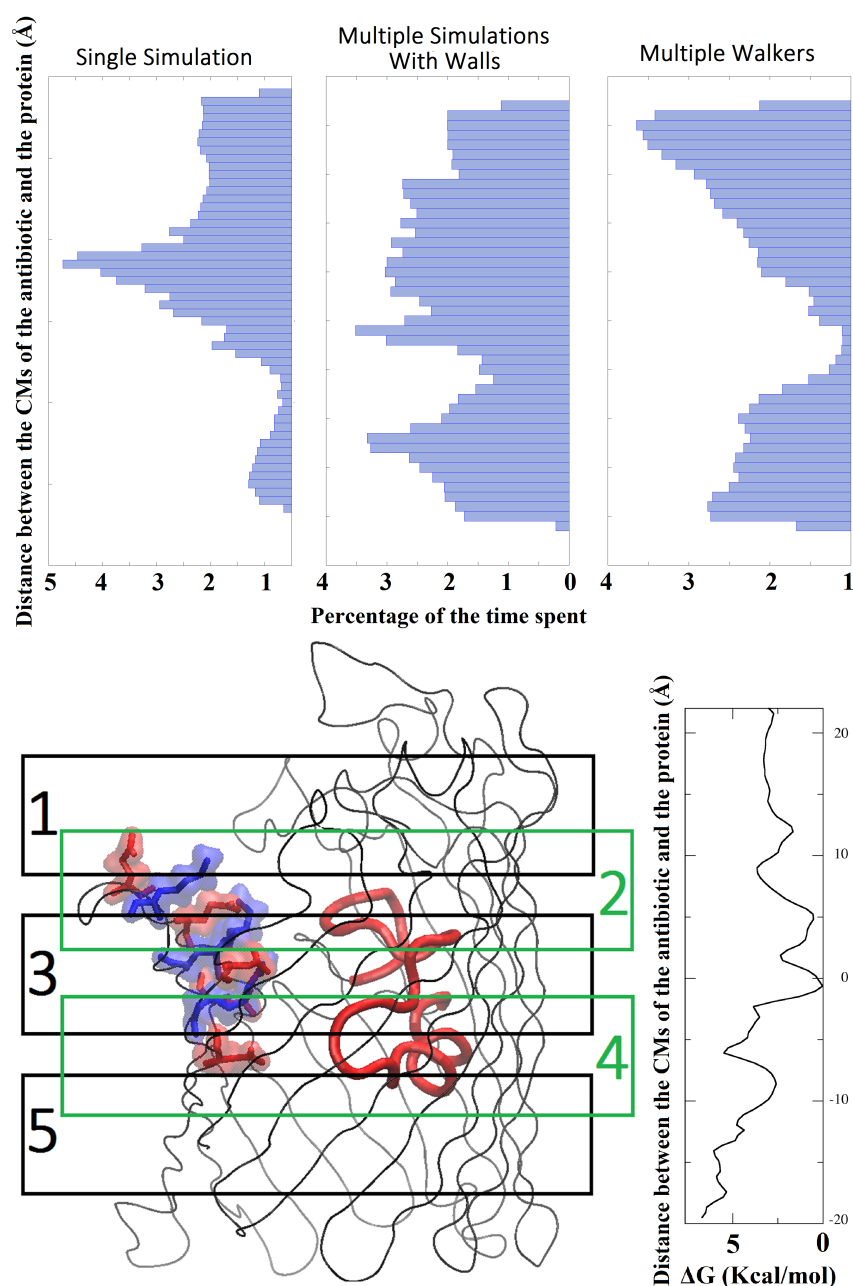 Distance between the CMs of the antibiotic and the protein (Å)
Single Simulation
Multiple Simulations
With Walls
Multiple Walkers
5 4 3 2 1
4 3 2 1 0
4 3 2 1
Percentage of the time spent
1
2
3
4
5
Distance between the CMs of the antibiotic and the protein (Å)
20
10
0
-10
-20
5 0
ΔG (Kcal/mol)